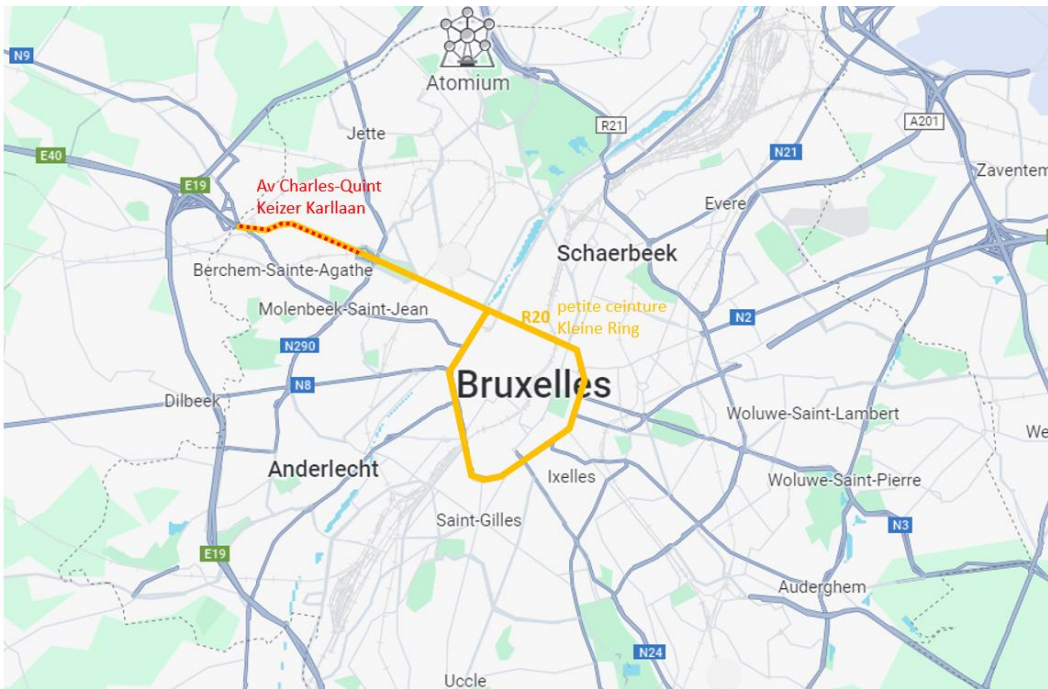 N9
Atomium
R21
A201
Jette
E40
N21
Zaventem
E19
Av Charles-Quint
Keizer Karllaan
Evere
Schaerbeek
Berchem-Sainte-Agathe
Molenbeek-Saint-Jean
R20 petite ceinture
Kleine Ring
N2
N290
N8
Bruxelles
Dilbeek
Woluwe-Saint-Lambert
We
Anderlecht
Ixelles
Woluwe-Saint-Pierre
Saint-Gilles
N3
E19
Auderghem
N24
Uccle